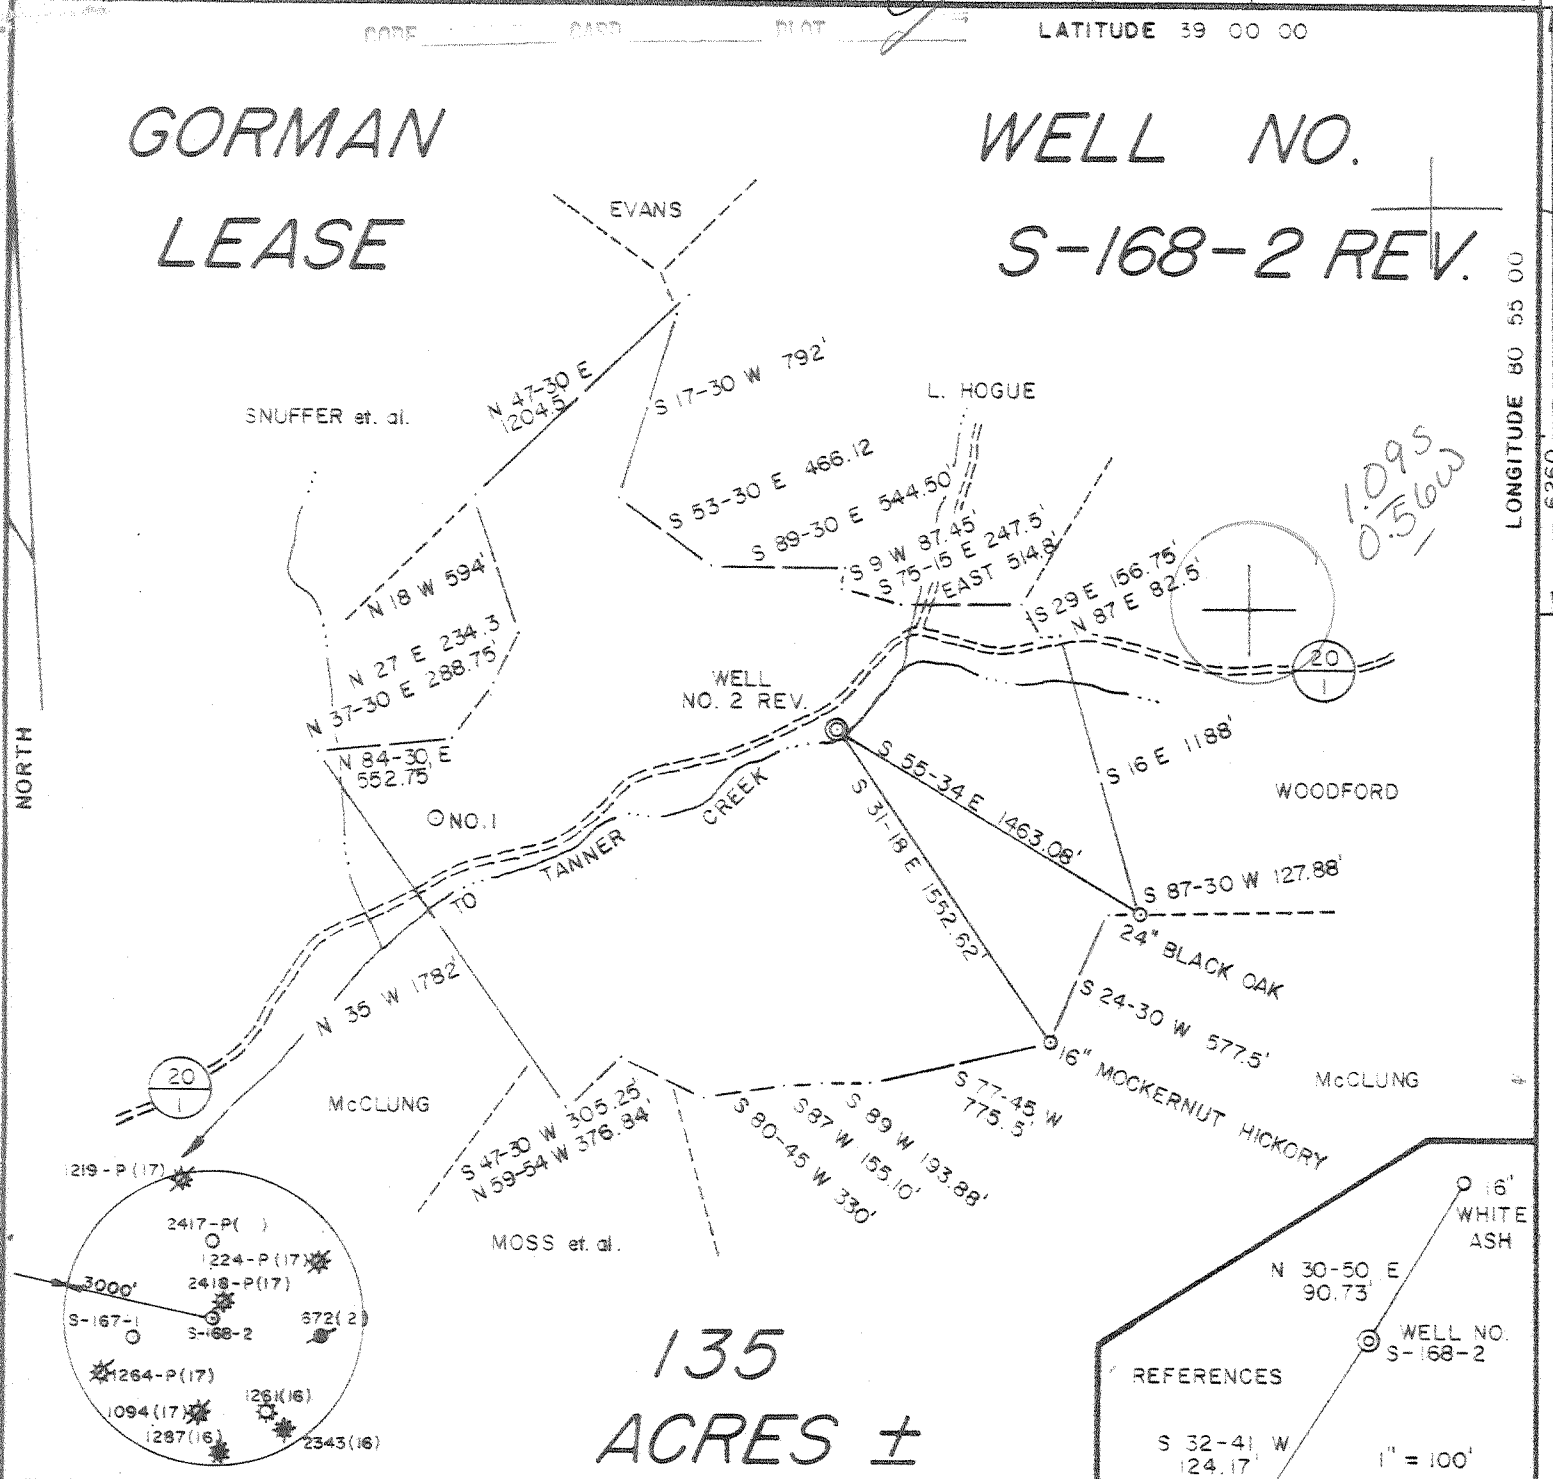 CODE CARD PLOT
LATITUDE 39 00 00
GORMAN
LEASE
WELL NO.
S-168-2 REV.
LONGITUDE 80 55 00
EVANS
SNUFFER et. al.
N 47-30 E
1204.5'
S 17-30 W 792'
L. HOGUE
S 53-30 E 466.12
S 89-30 E 544.50'
S 9 W 87.45'
S 75-15 E 247.5'
EAST 514.8'
S 29 E 156.75'
N 87 E 82.5'
1.09S
0.56W
N 18 W 594'
N 27 E 234.3
N 37-30 E 288.75'
N 84-30 E
552.75'
NORTH
WELL
NO. 2 REV.
20
1
S 16 E 1188'
WOODFORD
NO. 1
TO TANNER CREEK
S 55-34 E 1463.08'
S 31-18 E 1552.62'
S 87-30 W 127.88'
24" BLACK OAK
S 24-30 W 577.5'
16" MOCKERNUT HICKORY
McCLUNG
N 35 W 1782'
20
1
McCLUNG
S 47-30 W 305.25'
N 59-54 W 376.84'
S 80-45 W 330'
S 87 W 155.10'
S 89 W 193.88'
S 77-45 W
775.5'
MOSS et. al.
1219-P (17)
2417-P( )
1224-P (17)
2418-P(17)
3000'
S-167-1
S-168-2
672(2)
1264-P(17)
1094(17)
1261(16)
1287(16)
2343(16)
135
ACRES ±
16"
WHITE
ASH
N 30-50 E
90.73'
WELL NO.
S-168-2
REFERENCES
S 32-41 W
124.17'
1" = 100'